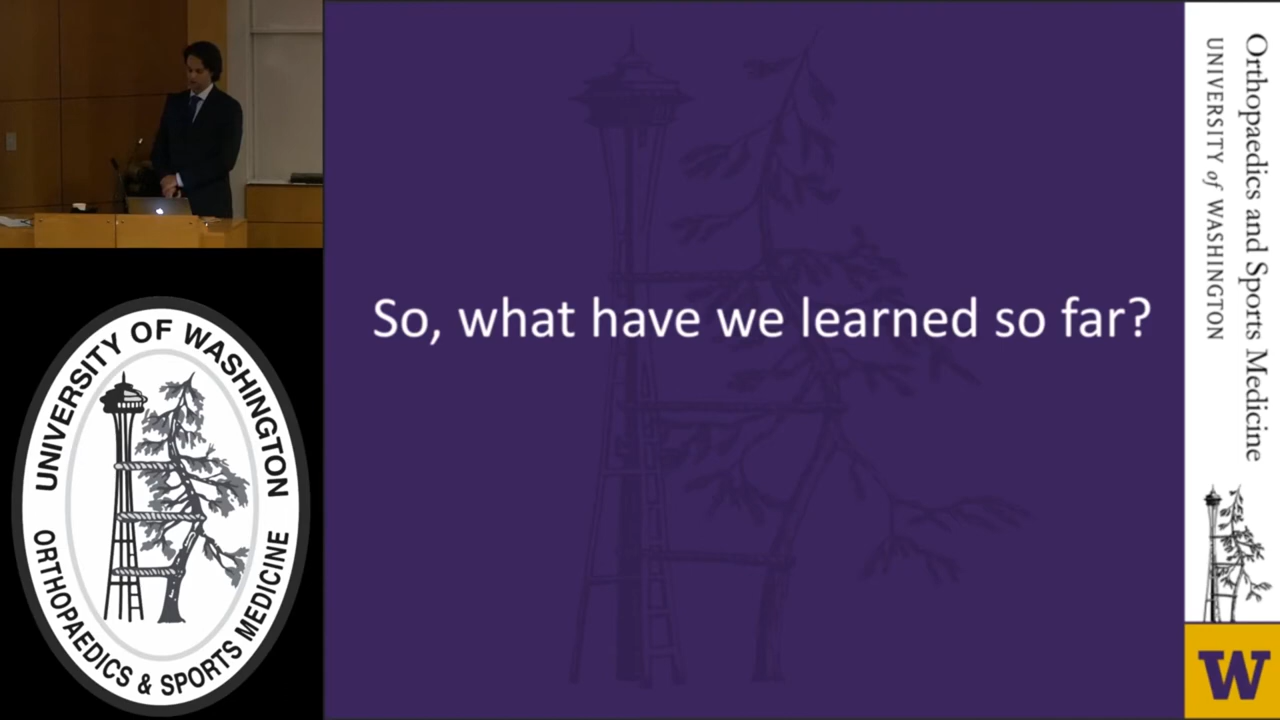 So, what have we learned so far?
UNIVERSITY OF WASHINGTON
ORTHOPAEDICS & SPORTS MEDICINE
Orthopaedics and Sports Medicine
UNIVERSITY of WASHINGTON
W